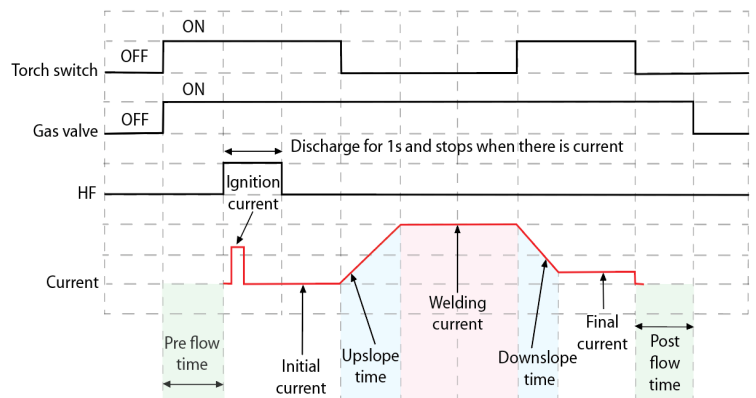 ON
OFF
Torch switch
ON
OFF
Gas valve
Discharge for 1s and stops when there is current
HF
Ignition
current
Current
Welding
current
Pre flow
time
Initial
current
Upslope
time
Downslope
time
Final
current
Post
flow
time